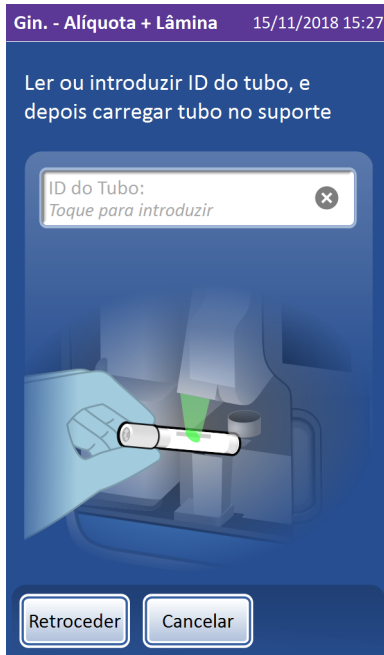 Gin. - Alíquota + Lâmina 15/11/2018 15:27
Ler ou introduzir ID do tubo, e
depois carregar tubo no suporte
ID do Tubo:
Toque para introduzir
Retroceder Cancelar